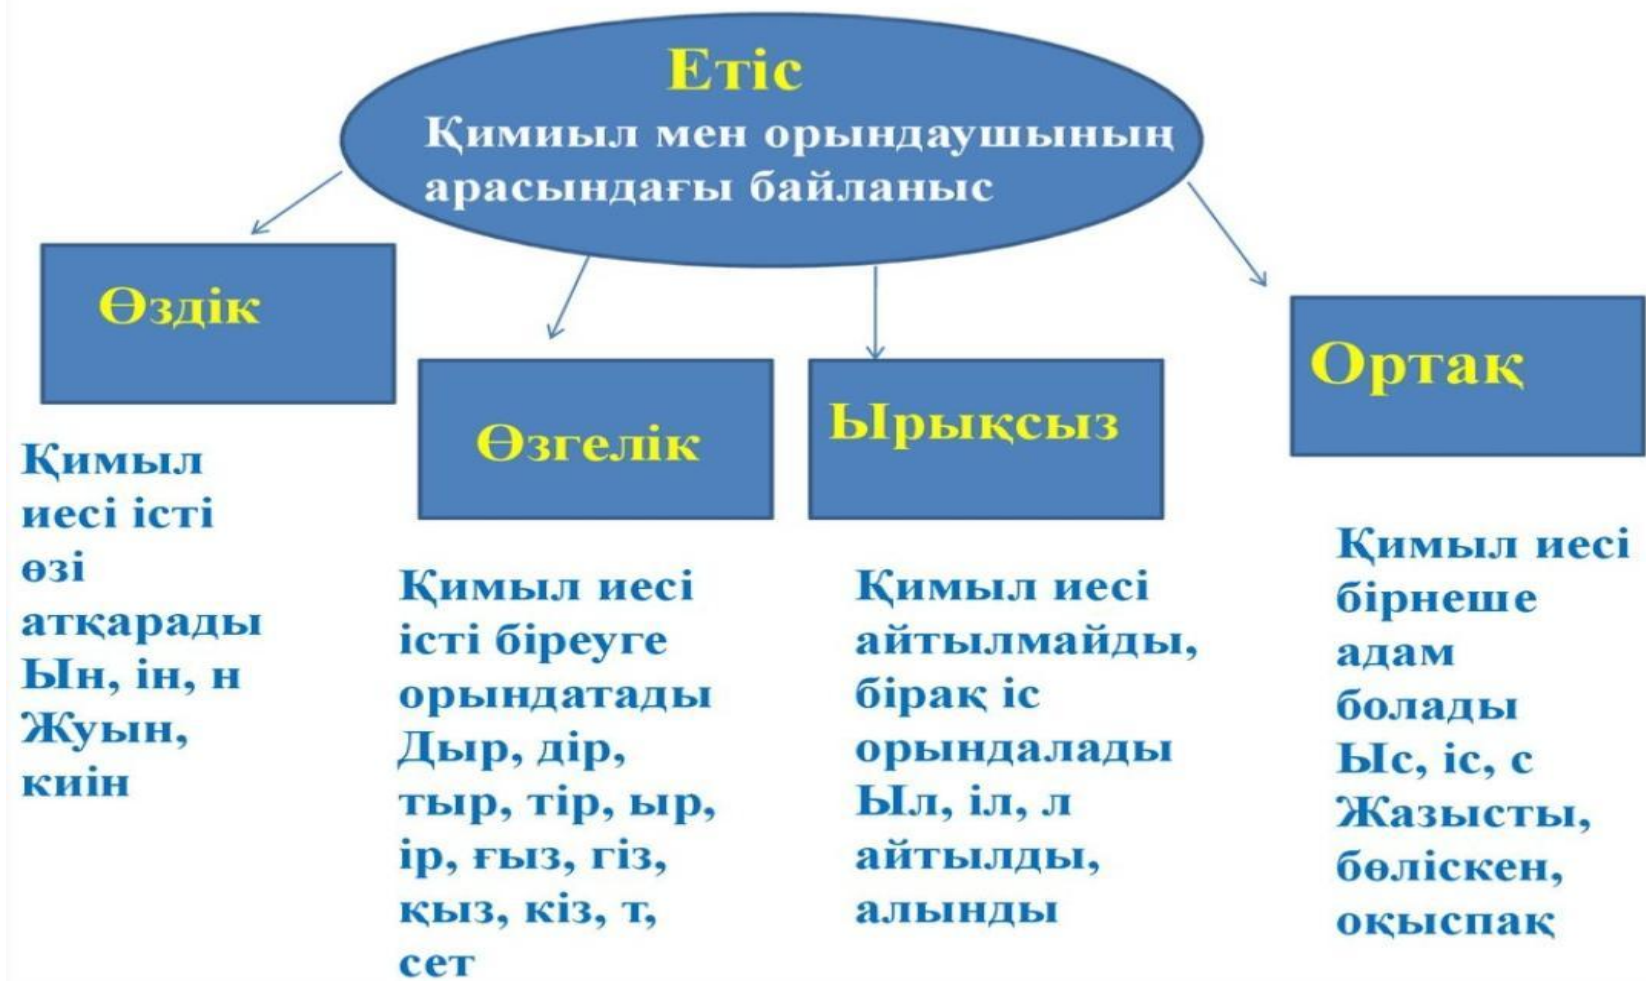 Етіс
Қимиыл мен орындаушының
арасындағы байланыс
Өздік
Қимыл
иесі істі
өзі
атқарады
Ын, ін, н
Жуын,
киін
Өзгелік
Қимыл иесі
істі біреуге
орындатады
Дыр, дір,
тыр, тір, ыр,
ір, ғыз, гіз,
қыз, кіз, т,
сет
Ырықсыз
Қимыл иесі
айтылмайды,
бірақ іс
орындалады
Ыл, іл, л
айтылды,
алынды
Ортақ
Қимыл иесі
бірнеше
адам
болады
Ыс, іс, с
Жазысты,
бөліскен,
оқыспақ